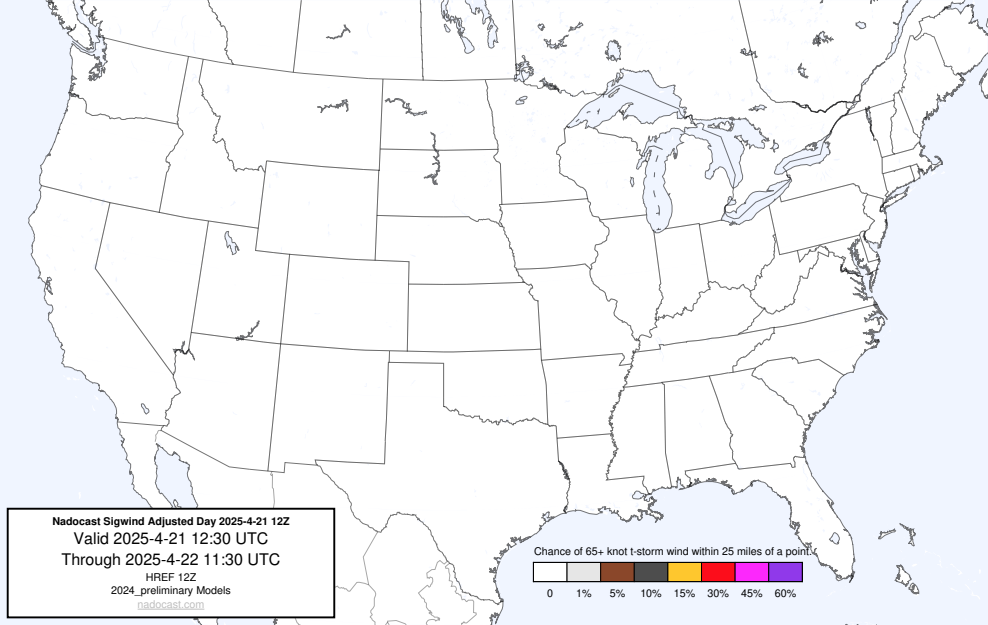 Nadocast Sigwind Adjusted Day 2025-4-21 12Z
Valid 2025-4-21 12:30 UTC
Through 2025-4-22 11:30 UTC
HREF 12Z
2024_preliminary Models
nadocast.com
Chance of 65+ knot t-storm wind within 25 miles of a point.
0 1% 5% 10% 15% 30% 45% 60%